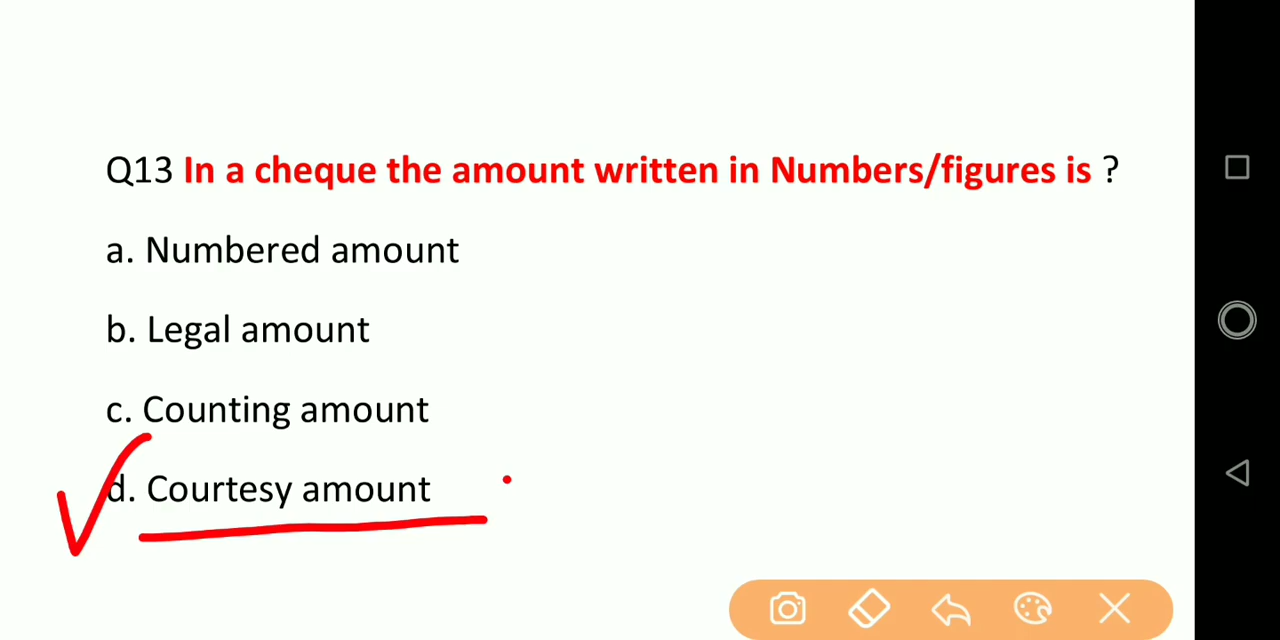 Q13 In a cheque the amount written in Numbers/figures is ?
a. Numbered amount
b. Legal amount
c. Counting amount
d. Courtesy amount